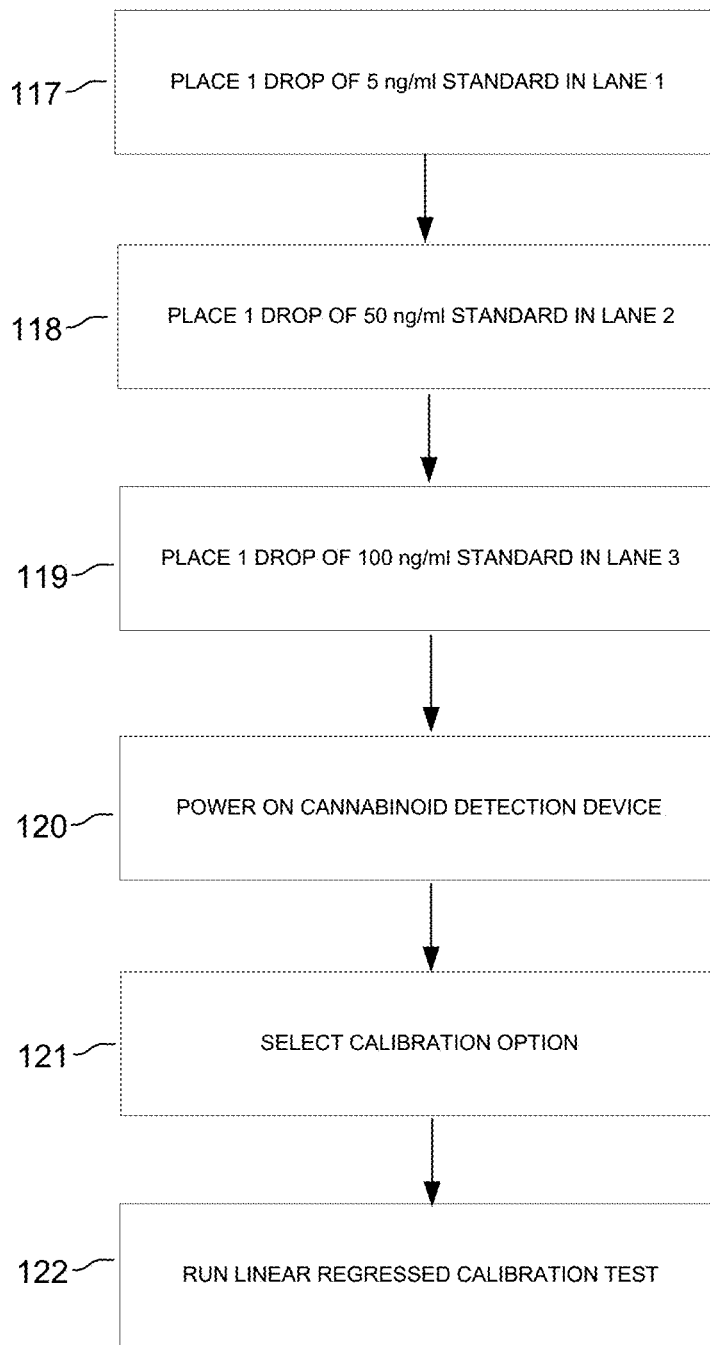 117
PLACE 1 DROP OF 5 ng/ml STANDARD IN LANE 1
118
PLACE 1 DROP OF 50 ng/ml STANDARD IN LANE 2
119
PLACE 1 DROP OF 100 ng/ml STANDARD IN LANE 3
120
POWER ON CANNABINOID DETECTION DEVICE
121
SELECT CALIBRATION OPTION
122
RUN LINEAR REGRESSED CALIBRATION TEST